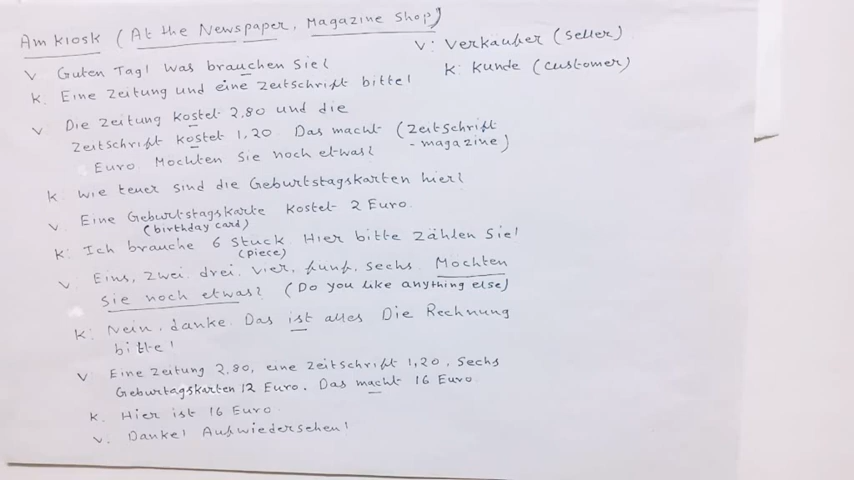 Am Kiosk (At the Newspaper, Magazine Shop)
V: Verkäufer (seller)
K: Kunde (customer)
V Guten Tag! Was brauchen Sie?
K. Eine Zeitung und eine Zeitschrift bitte!
V Die Zeitung kostet 2,80 und die
Zeitschrift kostet 1,20 Das macht (Zeitschrift
- magazine)
Euro Mochten Sie noch etwas?
K Wie teuer sind die Geburtstagskarten hier?
V. Eine Geburtstagskarte kostet 2 Euro.
(birthday card)
K: Ich brauche 6 Stuck. Hier bitte zählen Sie!
(piece)
V. Eins, zwei. drei. vier, funf, sechs. Mochten
Sie noch etwas? (Do you like anything else)
K: Nein, danke. Das ist alles Die Rechnung
bitte!
V Eine Zeitung 2.80, eine Zeitschrift 1,20, Sechs
Geburtagskarten 12 Euro. Das macht 16 Euro.
K. Hier ist 16 Euro.
V. Danke! Aufwiedersehen!